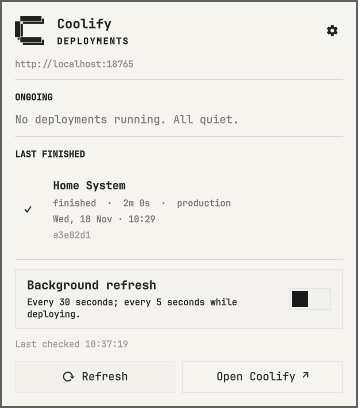 Coolify
DEPLOYMENTS
http://localhost:18765
ONGOING
No deployments running. All quiet.
LAST FINISHED
Home System
finished · 2m 0s · production
Wed, 18 Nov · 10:29
a3e82d1
Background refresh
Every 30 seconds; every 5 seconds while
deploying.
Last checked 10:37:19
Refresh
Open Coolify ↗